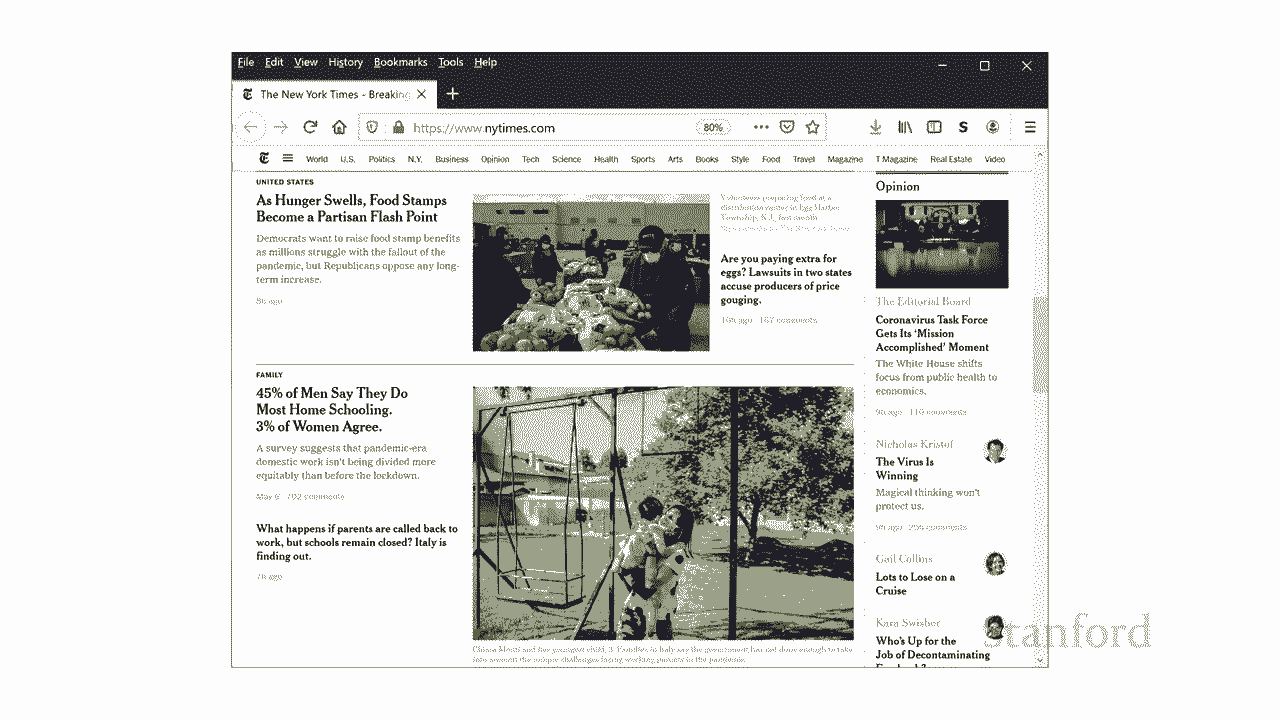 File Edit View History Bookmarks Tools Help
The New York Times - Breaking
https://www.nytimes.com 80% S
World U.S. Politics N.Y. Business Opinion Tech Science Health Sports Arts Books Style Food Travel Magazine T Magazine Real Estate Video
UNITED STATES
As Hunger Swells, Food Stamps
Become a Partisan Flash Point
Democrats want to raise food stamp benefits
as millions struggle with the fallout of the
pandemic, but Republicans oppose any long-
term increase.
8h ago
Volunteers preparing food at a
distribution center in Egg Harbor
Township, N.J., last month.
Are you paying extra for
eggs? Lawsuits in two states
accuse producers of price
gouging.
167 comments
FAMILY
45% of Men Say They Do
Most Home Schooling.
3% of Women Agree.
A survey suggests that pandemic-era
domestic work isn't being divided more
equitably than before the lockdown.
May 6 702 comments
What happens if parents are called back to
work, but schools remain closed? Italy is
finding out.
7h ago
and her youngest child, 3. Families in Italy say the government has not done enough to take
into account the unique challenges facing working parents in the pandemic.
Opinion
The Editorial Board
Coronavirus Task Force
Gets Its 'Mission
Accomplished' Moment
The White House shifts
focus from public health to
economics.
9h ago 110 comments
Nicholas Kristof
The Virus Is
Winning
Magical thinking won't
protect us.
9h ago comments
Gail Collins
Lots to Lose on a
Cruise
Kara Swisher
Who's Up for the
Job of Decontaminating
Stanford